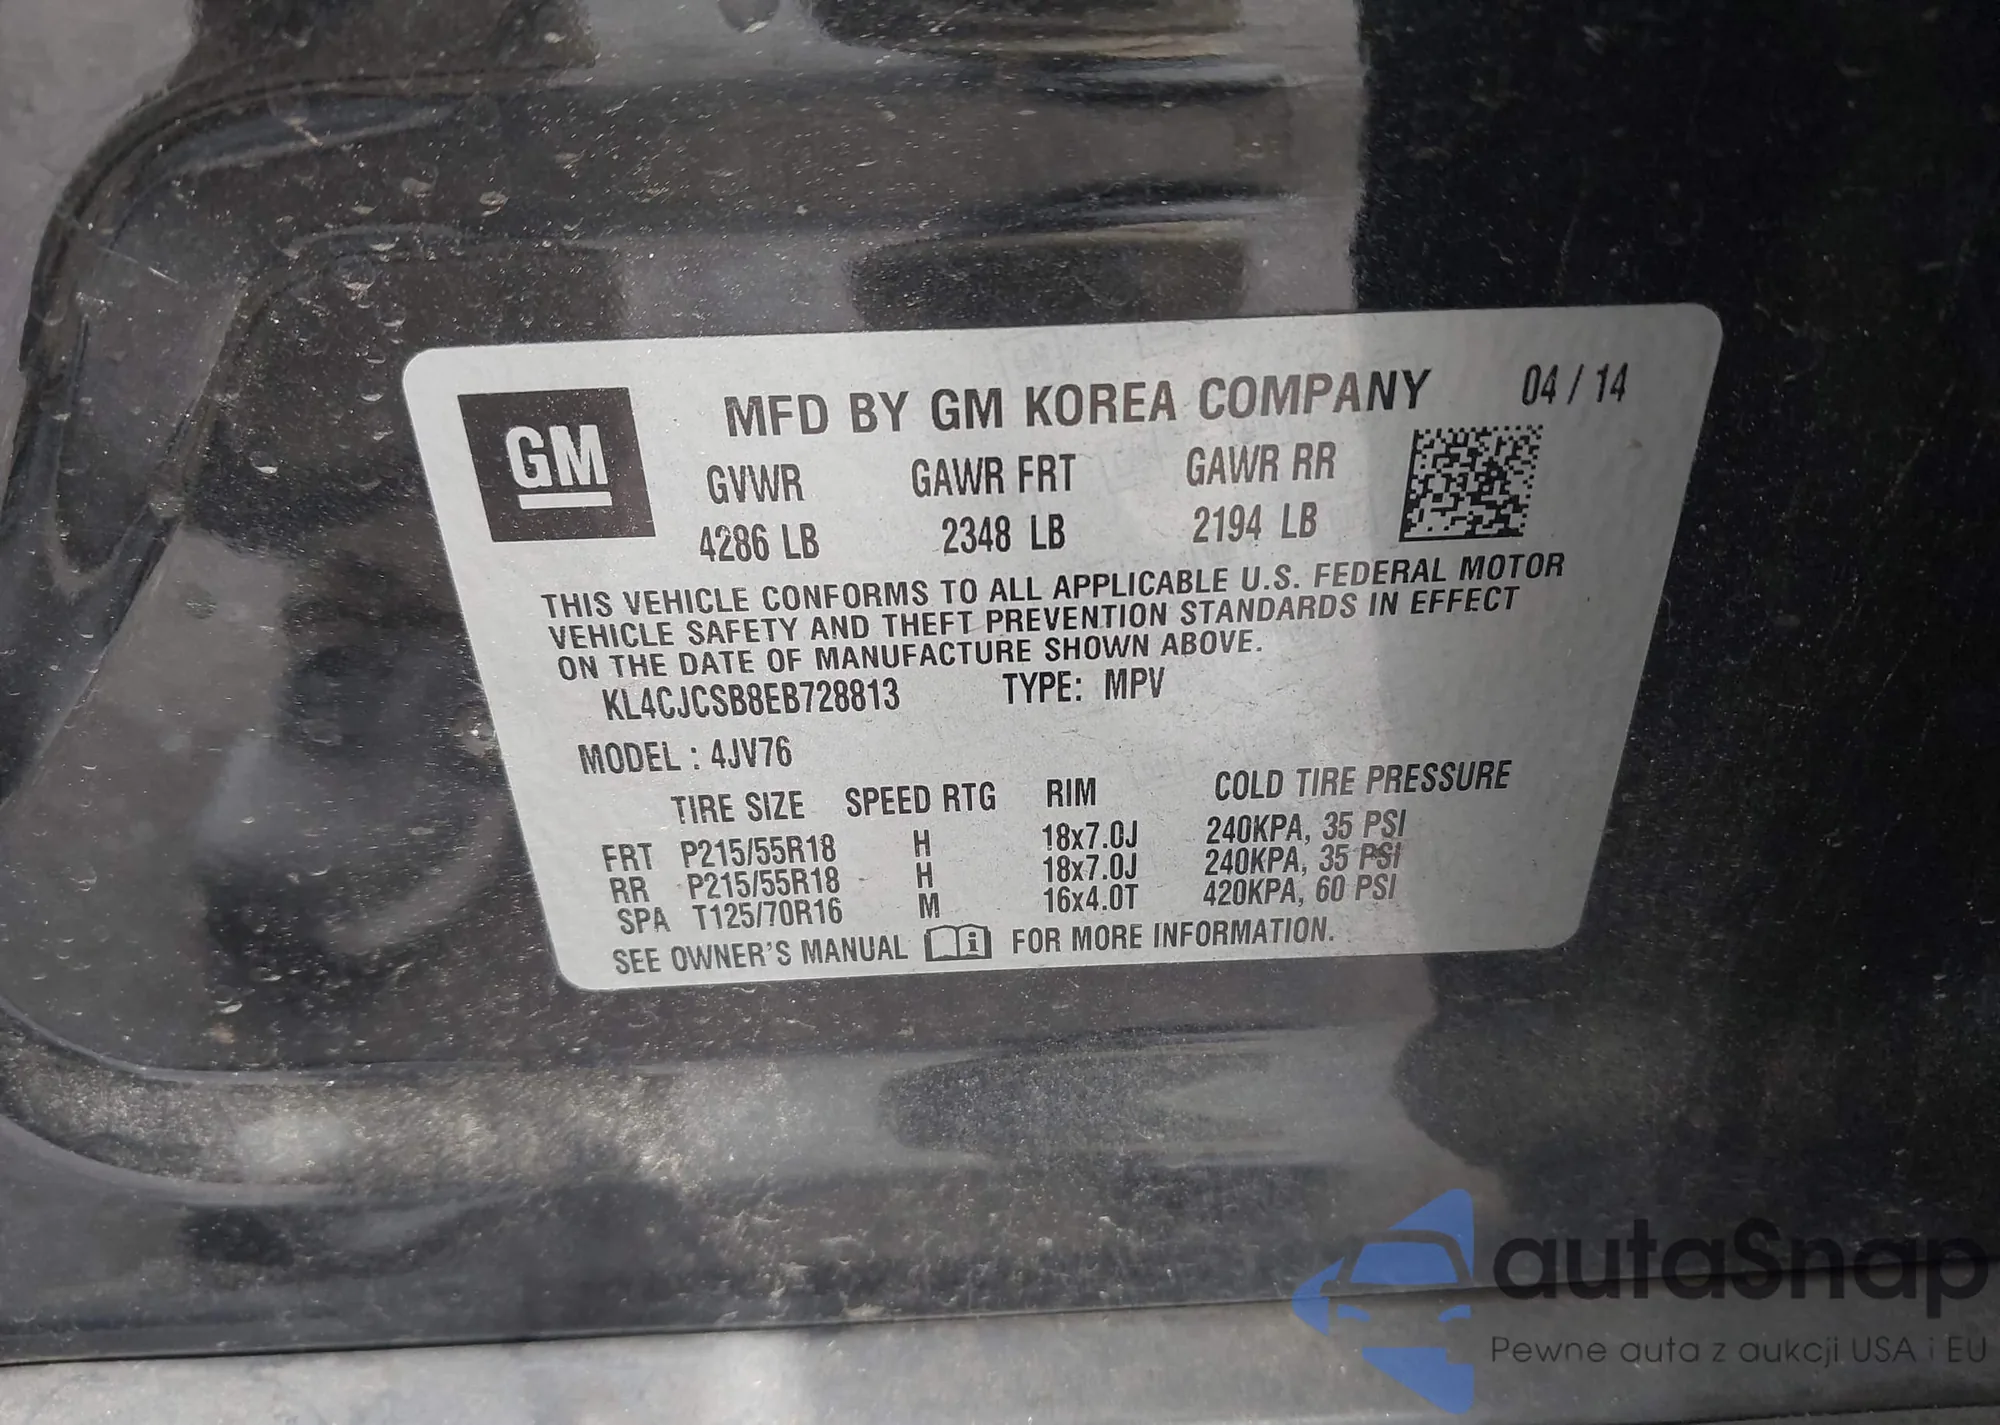 GM
MFD BY GM KOREA COMPANY 04 / 14
GVWR GAWR FRT GAWR RR
4286 LB 2348 LB 2194 LB
THIS VEHICLE CONFORMS TO ALL APPLICABLE U.S. FEDERAL MOTOR
VEHICLE SAFETY AND THEFT PREVENTION STANDARDS IN EFFECT
ON THE DATE OF MANUFACTURE SHOWN ABOVE.
KL4CJCSB8EB728813 TYPE: MPV
MODEL : 4JV76
TIRE SIZE SPEED RTG RIM COLD TIRE PRESSURE
FRT P215/55R18 H 18x7.0J 240KPA, 35 PSI
RR P215/55R18 H 18x7.0J 240KPA, 35 PSI
SPA T125/70R16 M 16x4.0T 420KPA, 60 PSI
SEE OWNER'S MANUAL FOR MORE INFORMATION.
autaSnap
Pewne auta z aukcji USA i EU